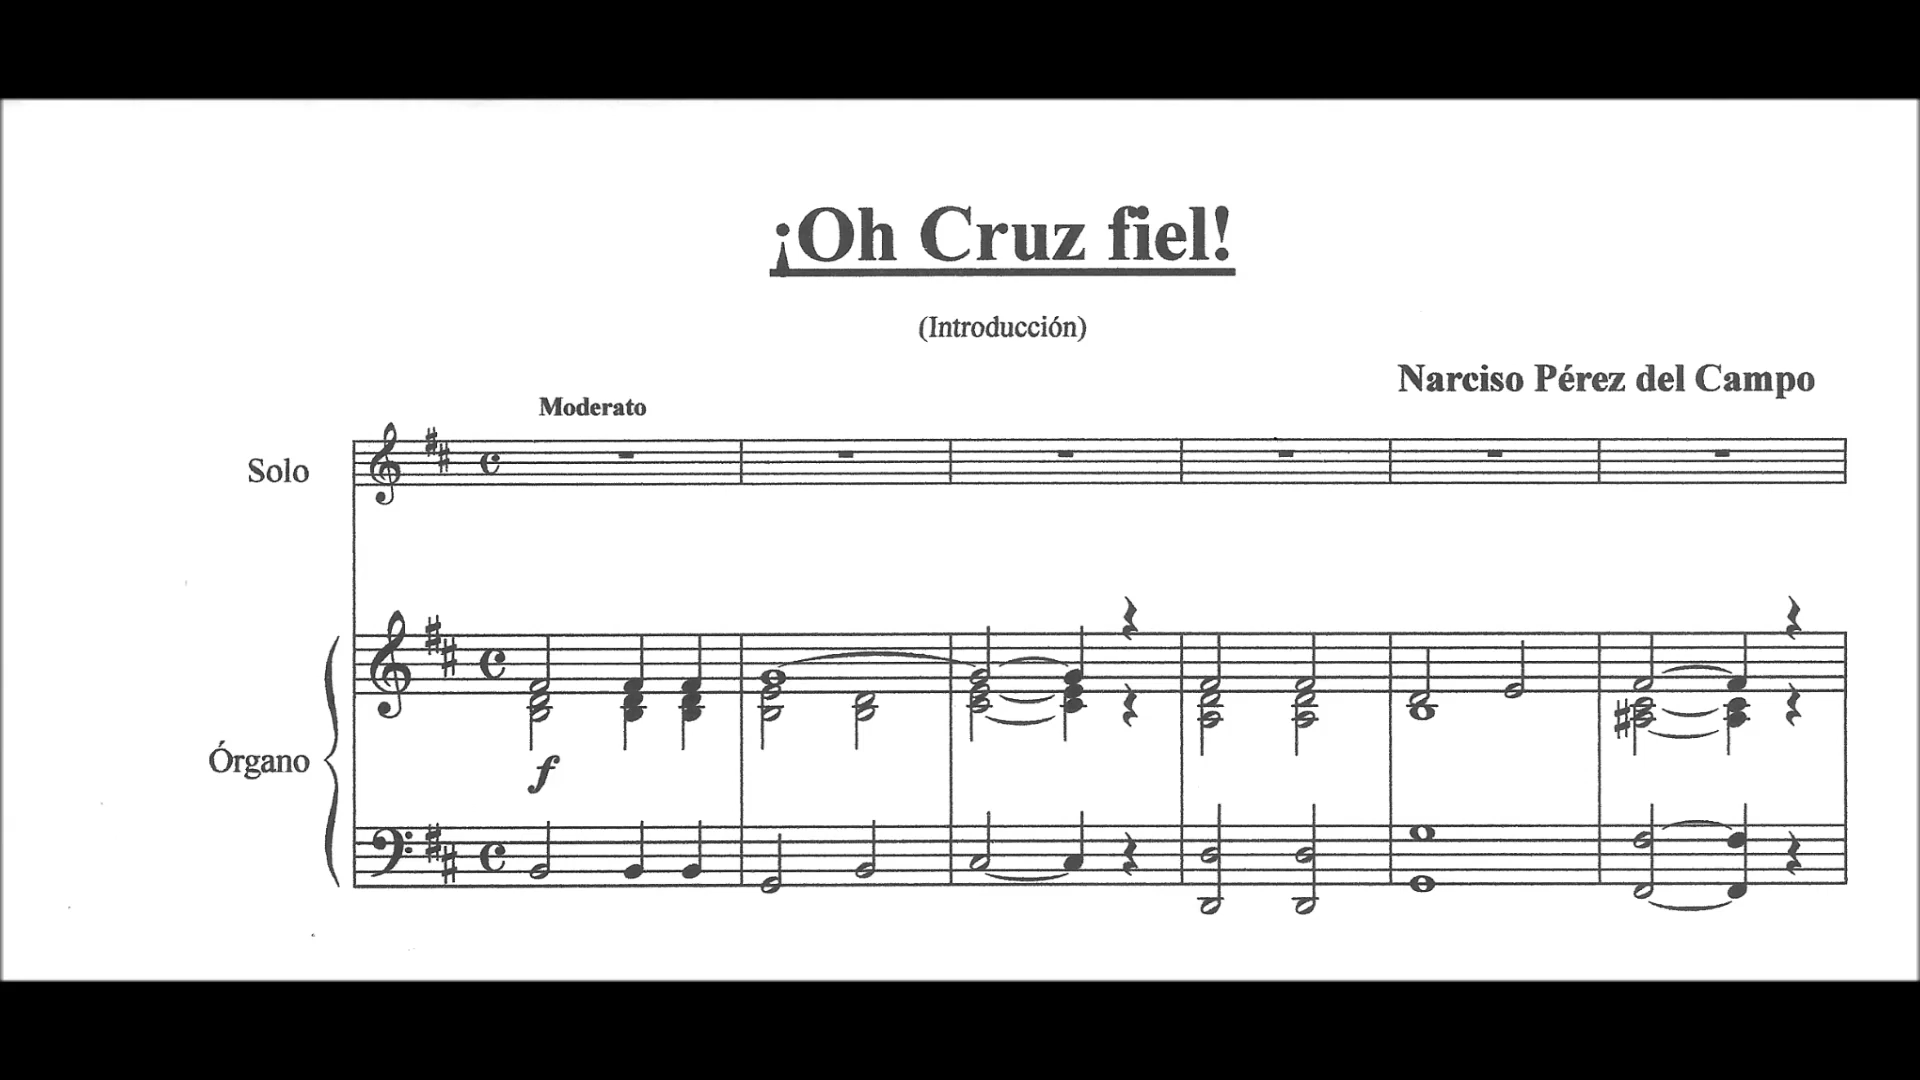 ¡Oh Cruz fiel!
(Introducción)
Narciso Pérez del Campo
Moderato
Solo
Órgano
f